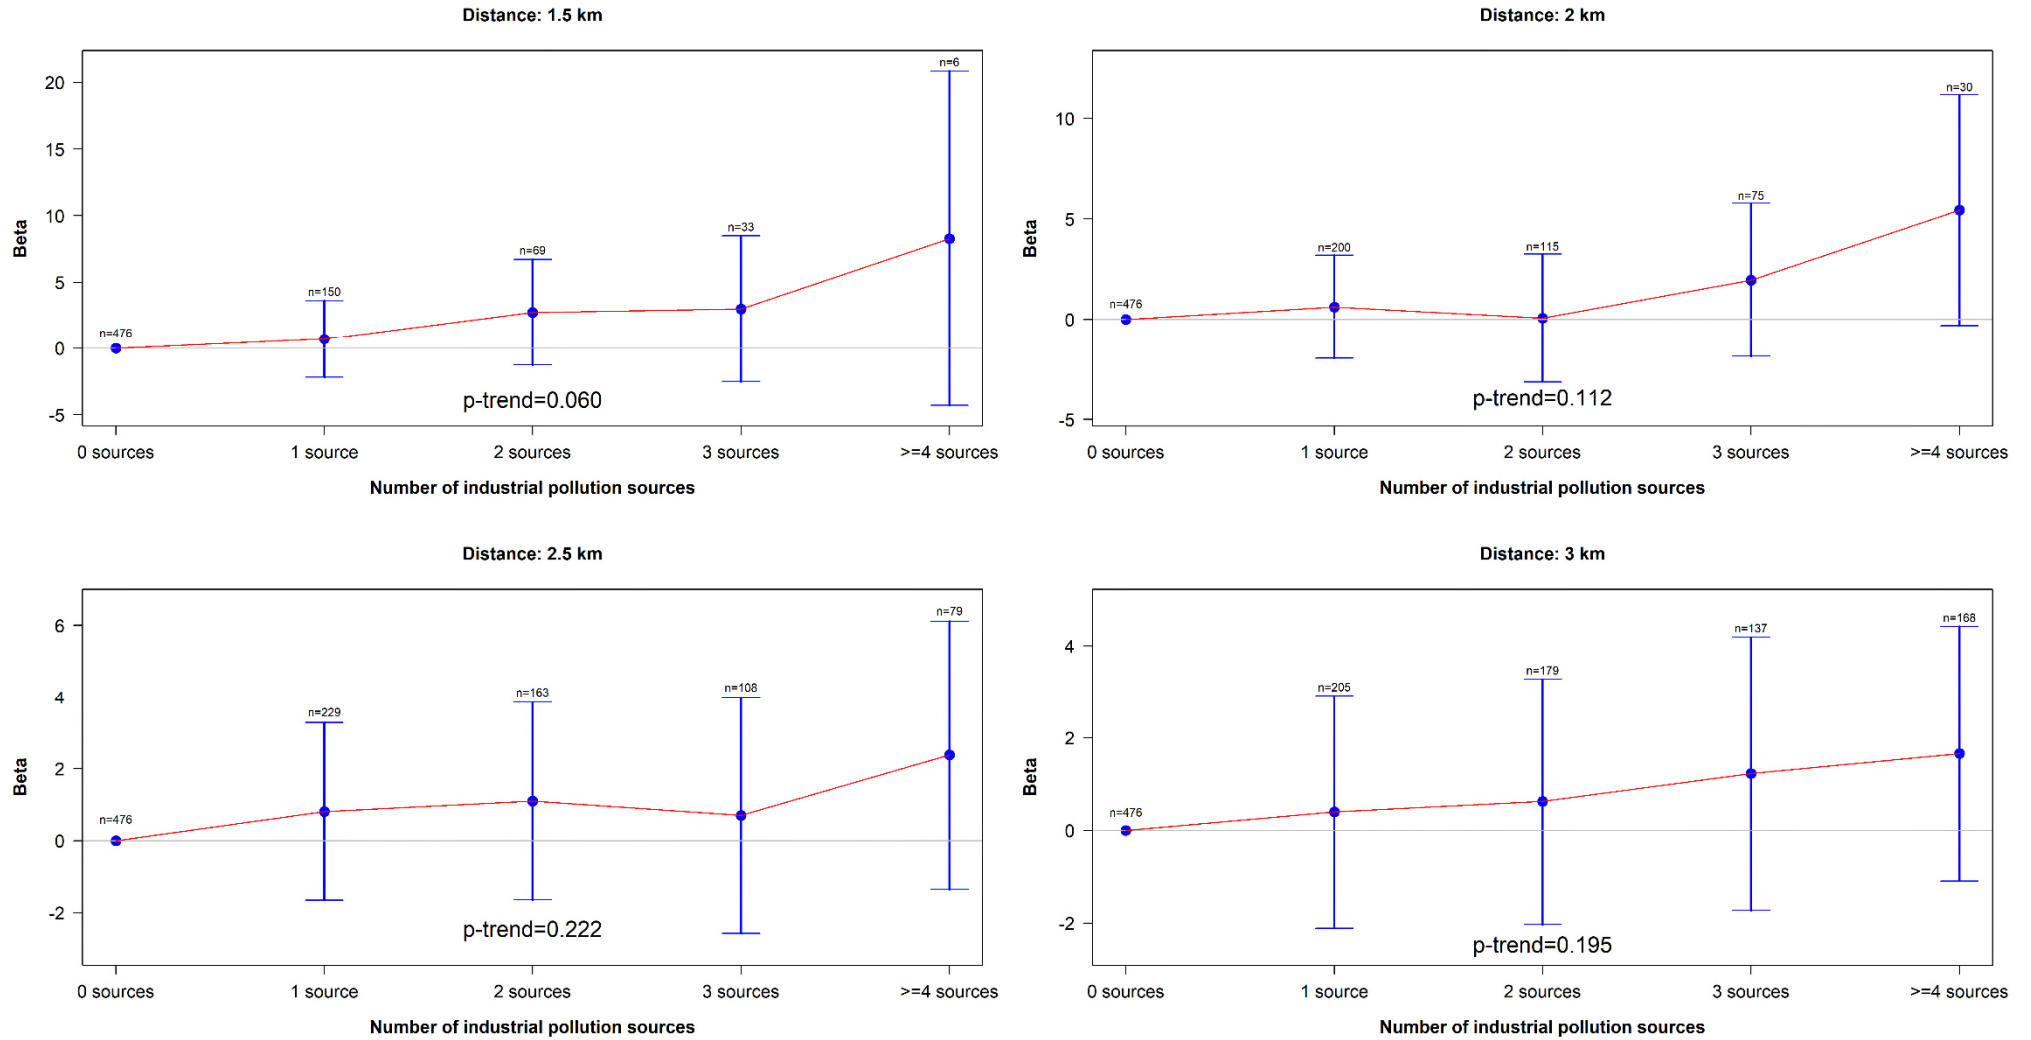 Distance: 1.5 km
Beta
20
15
10
5
0
-5
n=476
n=150
n=69
n=33
n=6
p-trend=0.060
0 sources
1 source
2 sources
3 sources
>=4 sources
Number of industrial pollution sources
Distance: 2 km
Beta
10
5
0
-5
n=476
n=200
n=115
n=75
n=30
p-trend=0.112
0 sources
1 source
2 sources
3 sources
>=4 sources
Number of industrial pollution sources
Distance: 2.5 km
Beta
6
4
2
0
-2
n=476
n=229
n=163
n=108
n=79
p-trend=0.222
0 sources
1 source
2 sources
3 sources
>=4 sources
Number of industrial pollution sources
Distance: 3 km
Beta
4
2
0
-2
n=476
n=205
n=179
n=137
n=168
p-trend=0.195
0 sources
1 source
2 sources
3 sources
>=4 sources
Number of industrial pollution sources